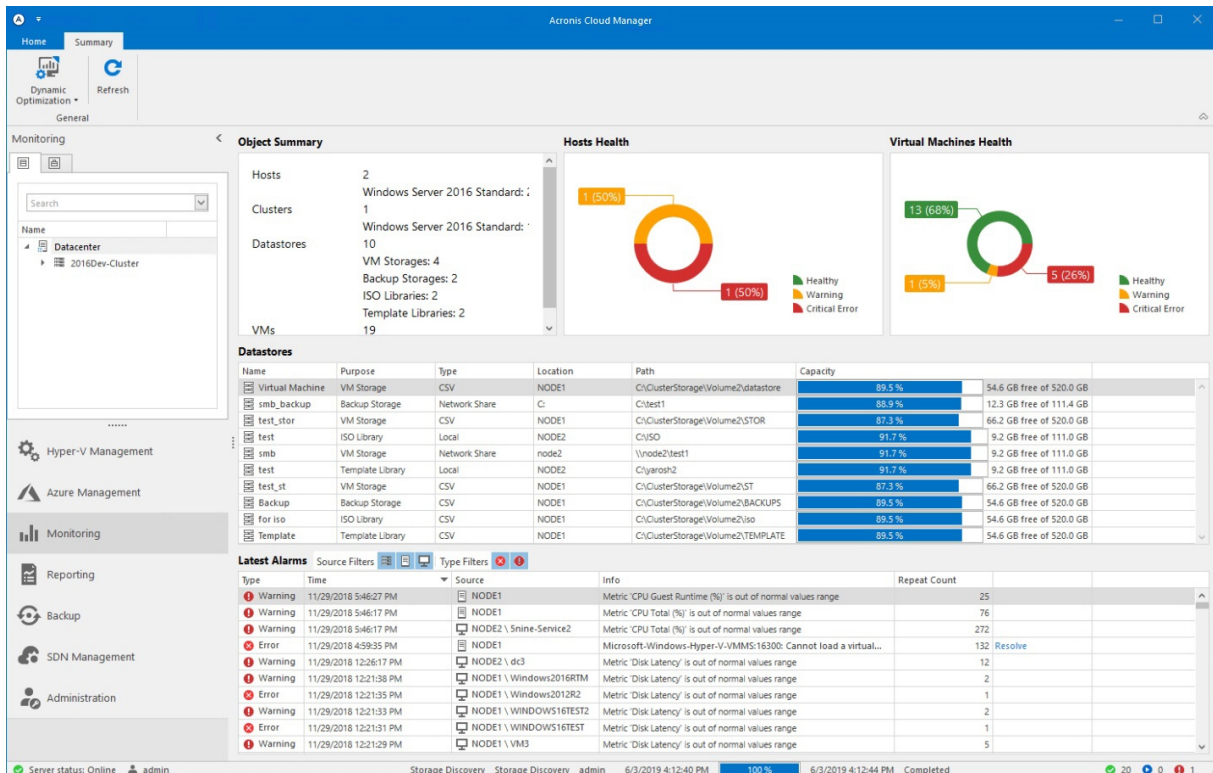 Acronis Cloud Manager
Home Summary
Dynamic Optimization
Refresh
General
Monitoring
Search
Name
Datacenter
2016Dev-Cluster
Hyper-V Management
Azure Management
Monitoring
Reporting
Backup
SDN Management
Administration
Object Summary
Hosts 2
Windows Server 2016 Standard:
Clusters 1
Windows Server 2016 Standard:
Datastores 10
VM Storages: 4
Backup Storages: 2
ISO Libraries: 2
Template Libraries: 2
VMs 19
Hosts Health
1 (50%)
1 (50%)
Healthy
Warning
Critical Error
Virtual Machines Health
13 (68%)
1 (5%)
5 (26%)
Healthy
Warning
Critical Error
Datastores
Name Purpose Type Location Path Capacity
Virtual Machine VM Storage CSV NODE1 C:\ClusterStorage\Volume2\datastore 89.5 % 54.6 GB free of 520.0 GB
smb_backup Backup Storage Network Share C: C:\test1 88.9 % 12.3 GB free of 111.4 GB
test_stor VM Storage CSV NODE1 C:\ClusterStorage\Volume2\STOR 87.3 % 66.2 GB free of 520.0 GB
test ISO Library Local NODE2 C:\ISO 91.7 % 9.2 GB free of 111.0 GB
smb VM Storage Network Share node2 \\node2\test1 91.7 % 9.2 GB free of 111.0 GB
test Template Library Local NODE2 C:\yarosh2 91.7 % 9.2 GB free of 111.0 GB
test_st VM Storage CSV NODE1 C:\ClusterStorage\Volume2\ST 87.3 % 66.2 GB free of 520.0 GB
Backup Backup Storage CSV NODE1 C:\ClusterStorage\Volume2\BACKUPS 89.5 % 54.6 GB free of 520.0 GB
for iso ISO Library CSV NODE1 C:\ClusterStorage\Volume2\iso 89.5 % 54.6 GB free of 520.0 GB
Template Template Library CSV NODE1 C:\ClusterStorage\Volume2\TEMPLATE 89.5 % 54.6 GB free of 520.0 GB
Latest Alarms Source Filters Type Filters
Type Time Source Info Repeat Count
Warning 11/29/2018 5:46:27 PM NODE1 Metric 'CPU Guest Runtime (%)' is out of normal values range 25
Warning 11/29/2018 5:46:17 PM NODE1 Metric 'CPU Total (%)' is out of normal values range 76
Warning 11/29/2018 5:46:17 PM NODE2 \ 5nine-Service2 Metric 'CPU Total (%)' is out of normal values range 272
Error 11/29/2018 4:59:35 PM NODE1 Microsoft-Windows-Hyper-V-VMMS:16300: Cannot load a virtual... 132 Resolve
Warning 11/29/2018 12:26:17 PM NODE2 \ dc3 Metric 'Disk Latency' is out of normal values range 12
Warning 11/29/2018 12:21:38 PM NODE1 \ Windows2016RTM Metric 'Disk Latency' is out of normal values range 2
Error 11/29/2018 12:21:35 PM NODE1 \ Windows2012R2 Metric 'Disk Latency' is out of normal values range 1
Warning 11/29/2018 12:21:33 PM NODE1 \ WINDOWS16TEST2 Metric 'Disk Latency' is out of normal values range 2
Error 11/29/2018 12:21:31 PM NODE1 \ WINDOWS16TEST Metric 'Disk Latency' is out of normal values range 1
Warning 11/29/2018 12:21:29 PM NODE1 \ VM3 Metric 'Disk Latency' is out of normal values range 5
Server status: Online admin Storage Discovery Storage Discovery admin 6/3/2019 4:12:40 PM 100 % 6/3/2019 4:12:44 PM Completed 20 0 1